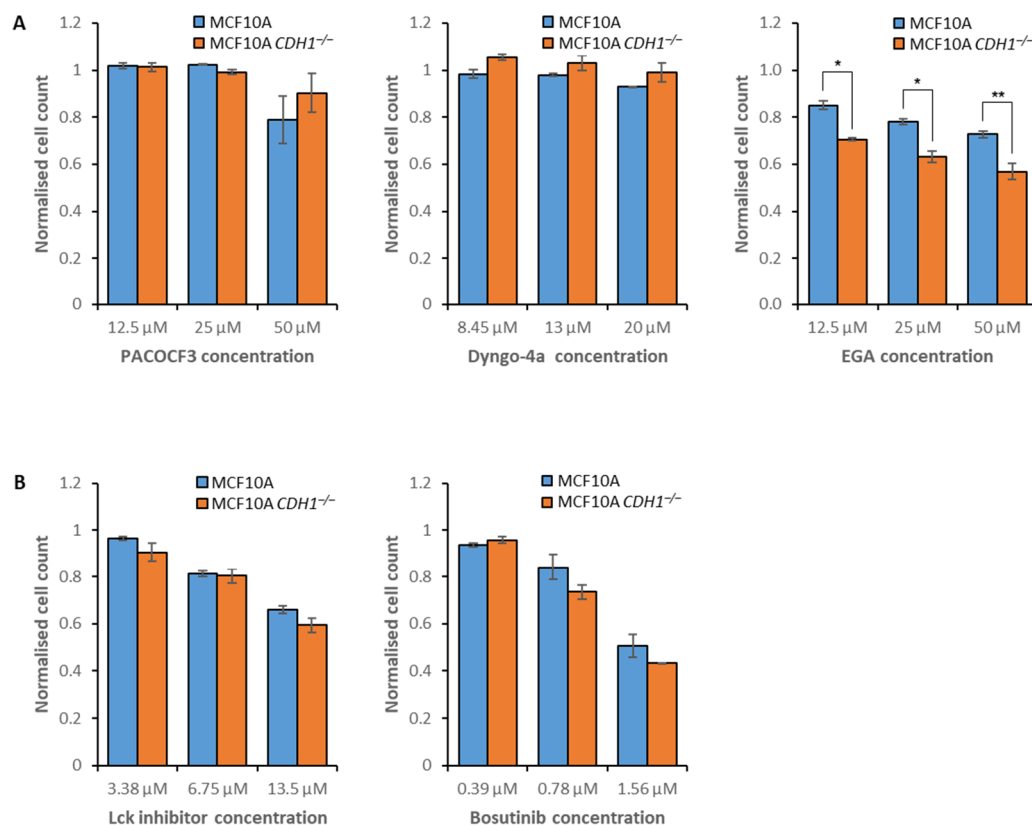 A
MCF10A
MCF10A CDH1−/−
Normalised cell count
1.2
1
0.8
0.6
0.4
0.2
0
12.5 µM 25 µM 50 µM
PACOCF3 concentration
MCF10A
MCF10A CDH1−/−
Normalised cell count
1.2
1
0.8
0.6
0.4
0.2
0
8.45 µM 13 µM 20 µM
Dyngo-4a concentration
MCF10A
MCF10A CDH1−/−
Normalised cell count
1.2
1.0
0.8
0.6
0.4
0.2
0.0
* * **
12.5 µM 25 µM 50 µM
EGA concentration
B
MCF10A
MCF10A CDH1−/−
Normalised cell count
1.2
1
0.8
0.6
0.4
0.2
0
3.38 µM 6.75 µM 13.5 µM
Lck inhibitor concentration
MCF10A
MCF10A CDH1−/−
Normalised cell count
1.2
1
0.8
0.6
0.4
0.2
0
0.39 µM 0.78 µM 1.56 µM
Bosutinib concentration